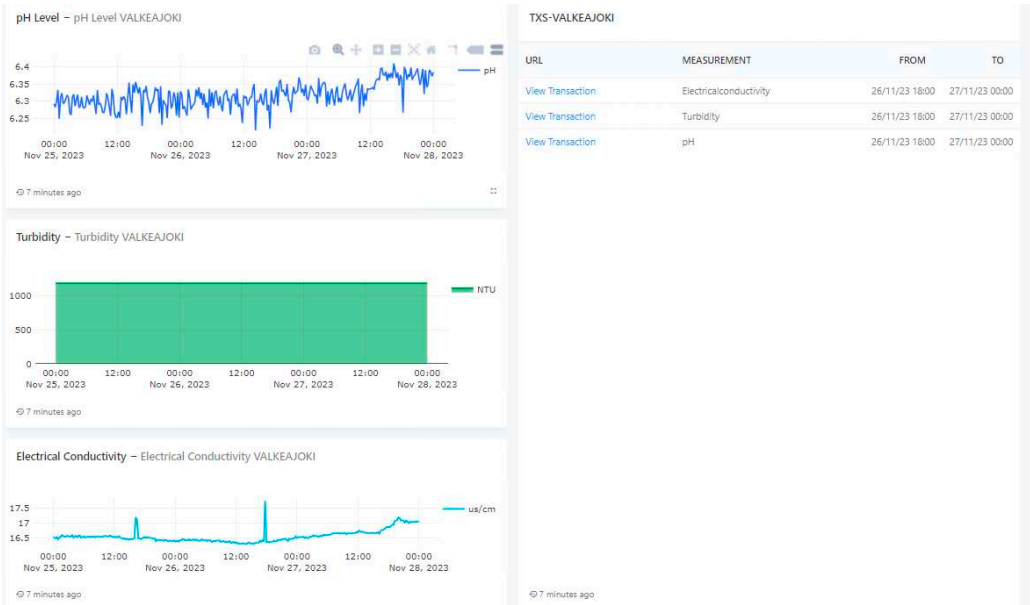 pH Level – pH Level VALKEAJOKI
pH
6.4
6.35
6.3
6.25
00:00 12:00 00:00 12:00 00:00 12:00 00:00
Nov 25, 2023 Nov 26, 2023 Nov 27, 2023 Nov 28, 2023
7 minutes ago
Turbidity – Turbidity VALKEAJOKI
NTU
1000
500
0
00:00 12:00 00:00 12:00 00:00 12:00 00:00
Nov 25, 2023 Nov 26, 2023 Nov 27, 2023 Nov 28, 2023
7 minutes ago
Electrical Conductivity – Electrical Conductivity VALKEAJOKI
17.5
us/cm
17
16.5
00:00 12:00 00:00 12:00 00:00 12:00 00:00
Nov 25, 2023 Nov 26, 2023 Nov 27, 2023 Nov 28, 2023
7 minutes ago
TXS-VALKEAJOKI
URL MEASUREMENT FROM TO
View Transaction Electricalconductivity 26/11/23 18:00 27/11/23 00:00
View Transaction Turbidity 26/11/23 18:00 27/11/23 00:00
View Transaction pH 26/11/23 18:00 27/11/23 00:00
7 minutes ago